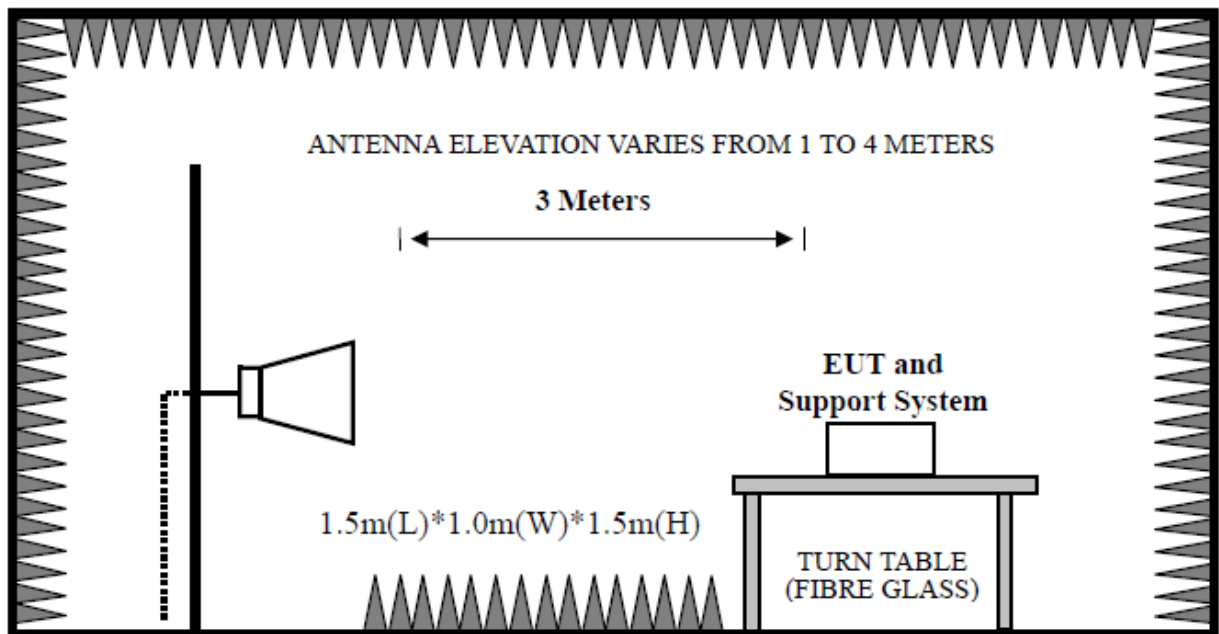 ANTENNA ELEVATION VARIES FROM 1 TO 4 METERS
3 Meters
EUT and
Support System
1.5m(L)*1.0m(W)*1.5m(H)
TURN TABLE
(FIBRE GLASS)